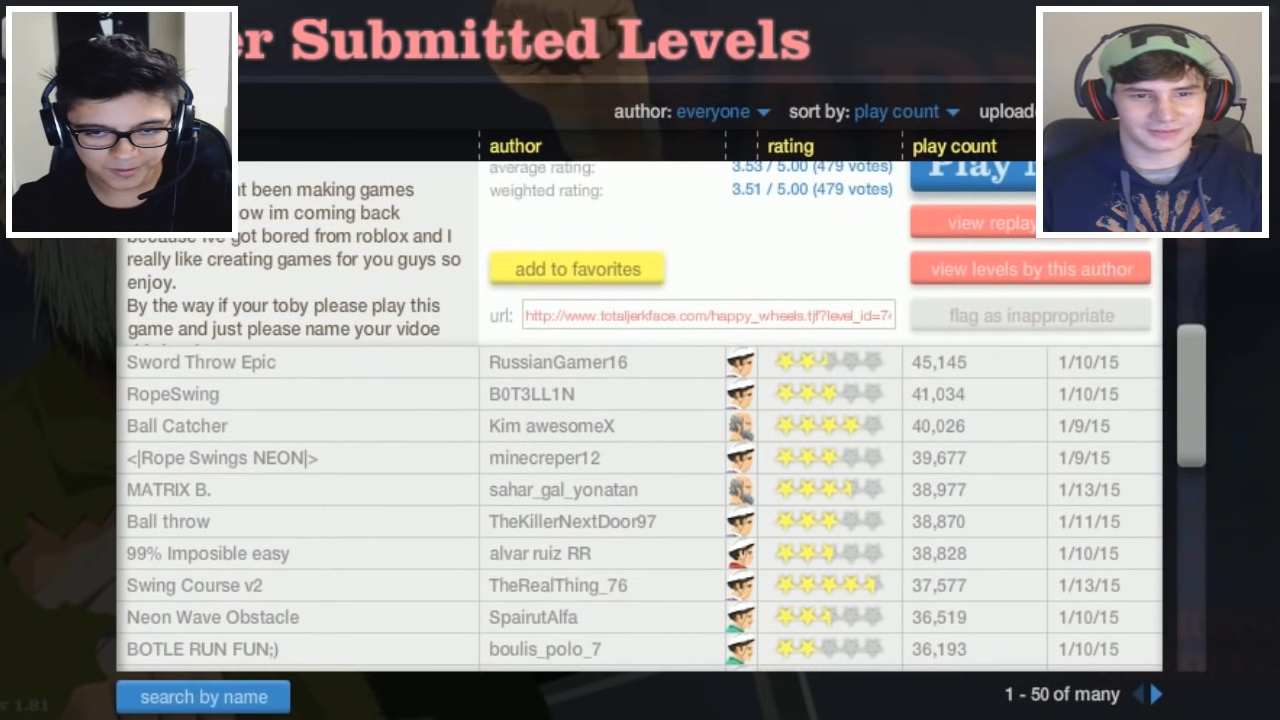 er Submitted Levels
author: everyone sort by: play count upload
author rating play count
average rating: 3.53 / 5.00 (479 votes)
weighted rating: 3.51 / 5.00 (479 votes)
Play
view replay
view levels by this author
flag as inappropriate
add to favorites
url: http://www.totaljerkface.com/happy_wheels.tjf?level_id=74
at been making games
ow im coming back
because ive got bored from roblox and I
really like creating games for you guys so
enjoy.
By the way if your toby please play this
game and just please name your vidoe
Sword Throw Epic RussianGamer16 45,145 1/10/15
RopeSwing B0T3LL1N 41,034 1/10/15
Ball Catcher Kim awesomeX 40,026 1/9/15
<|Rope Swings NEON|> minecreper12 39,677 1/9/15
MATRIX B. sahar_gal_yonatan 38,977 1/13/15
Ball throw TheKillerNextDoor97 38,870 1/11/15
99% Imposible easy alvar ruiz RR 38,828 1/10/15
Swing Course v2 TheRealThing_76 37,577 1/13/15
Neon Wave Obstacle SpairutAlfa 36,519 1/10/15
BOTLE RUN FUN;) boulis_polo_7 36,193 1/10/15
search by name
1 - 50 of many
v 1.81